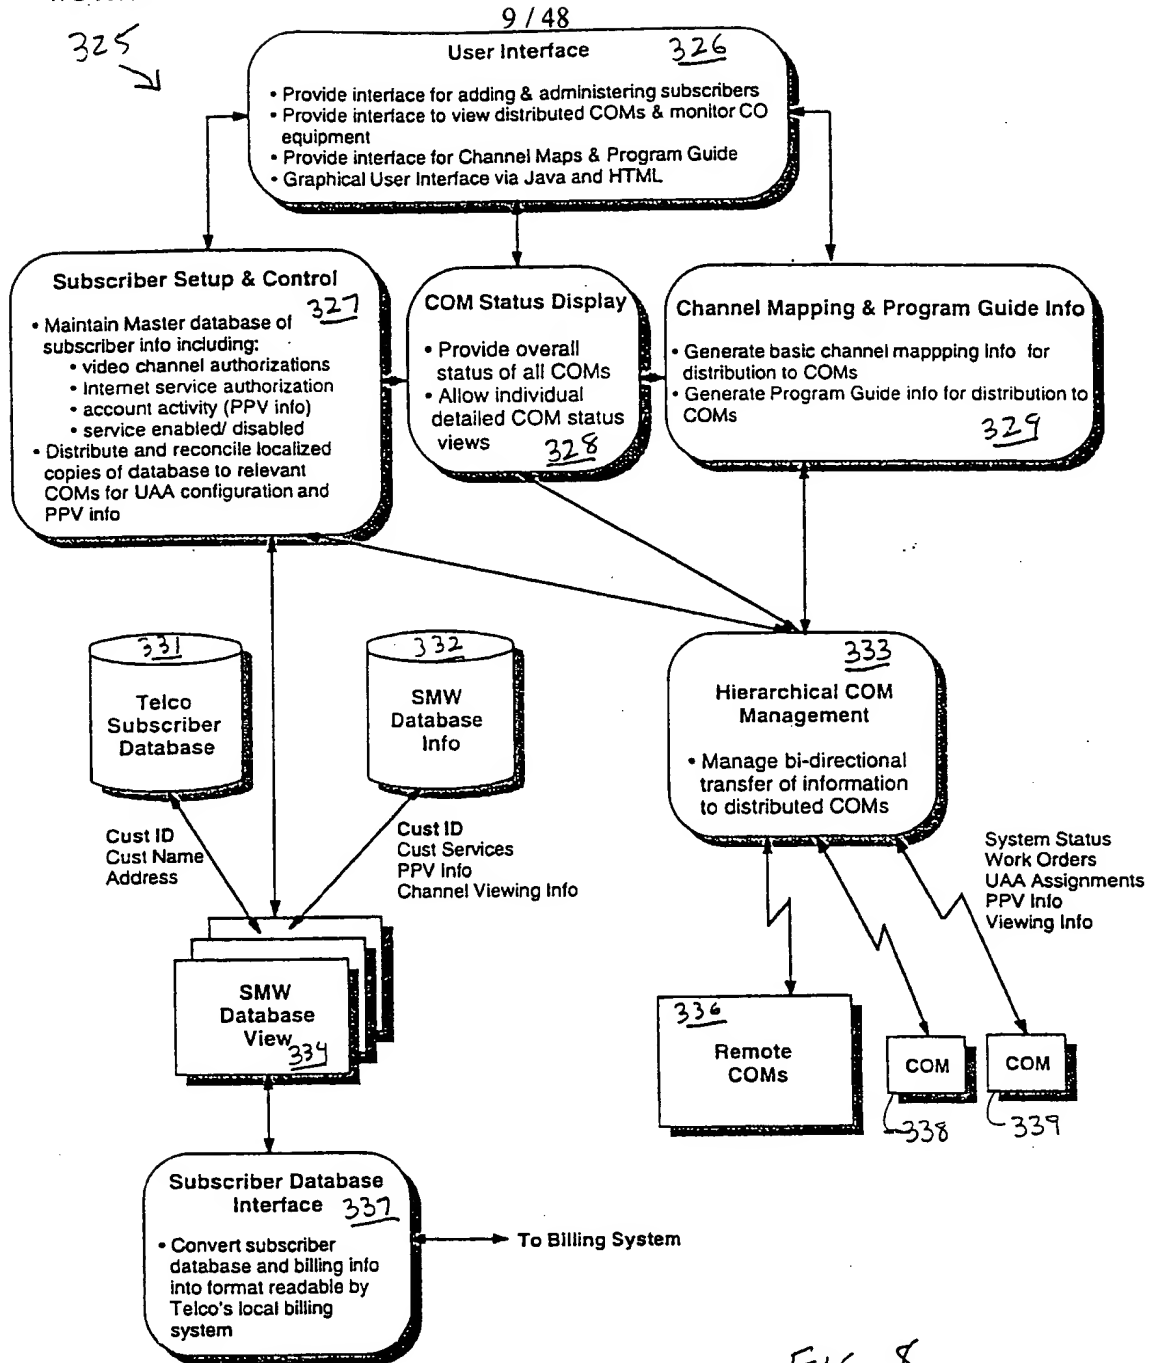 9 / 48
325
User Interface 326
• Provide interface for adding & administering subscribers
• Provide interface to view distributed COMs & monitor CO
equipment
• Provide interface for Channel Maps & Program Guide
• Graphical User Interface via Java and HTML
Subscriber Setup & Control
327
• Maintain Master database of
subscriber info including:
• video channel authorizations
• Internet service authorization
• account activity (PPV info)
• service enabled/ disabled
• Distribute and reconcile localized
copies of database to relevant
COMs for UAA configuration and
PPV info
COM Status Display
• Provide overall
status of all COMs
• Allow individual
detailed COM status
views
328
Channel Mapping & Program Guide Info
• Generate basic channel mappping Info for
distribution to COMs
• Generate Program Guide info for distribution to
COMs
329
331
Telco
Subscriber
Database
332
SMW
Database
Info
333
Hierarchical COM
Management
• Manage bi-directional
transfer of information
to distributed COMs
Cust ID
Cust Name
Address
Cust ID
Cust Services
PPV Info
Channel Viewing Info
System Status
Work Orders
UAA Assignments
PPV Info
Viewing Info
SMW
Database
View
334
336
Remote
COMs
COM
338
COM
339
Subscriber Database
Interface 337
• Convert subscriber
database and billing info
into format readable by
Telco's local billing
system
To Billing System
FIG. 8